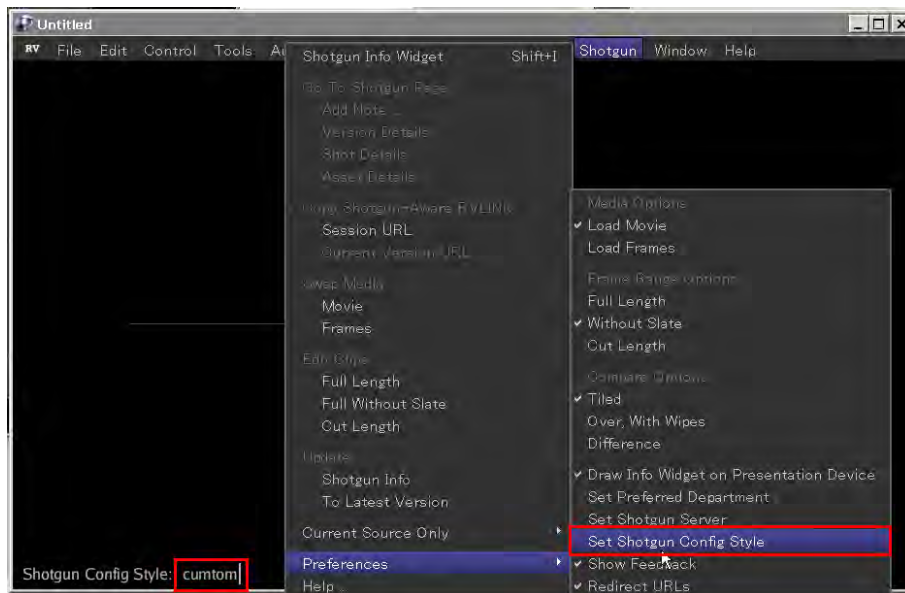 Untitled
RV File Edit Control Tools Shotgun Window Help
Shotgun Info Widget Shift+I
Go To Shotgun Page
Add Note ...
Version Details
Shot Details
Asset Details
Copy Shotgun-Aware RVLINK
Session URL
Current Version URL
Swap Media
Movie
Frames
Edit Clips
Full Length
Full Without Slate
Cut Length
Update
Shotgun Info
To Latest Version
Current Source Only
Preferences
Help
Media Options
Load Movie
Load Frames
Frame Range Options
Full Length
Without Slate
Cut Length
Compare Options
Tiled
Over, With Wipes
Difference
Draw Info Widget on Presentation Device
Set Preferred Department
Set Shotgun Server
Set Shotgun Config Style
Show Feedback
Redirect URLs
Shotgun Config Style: cumtom